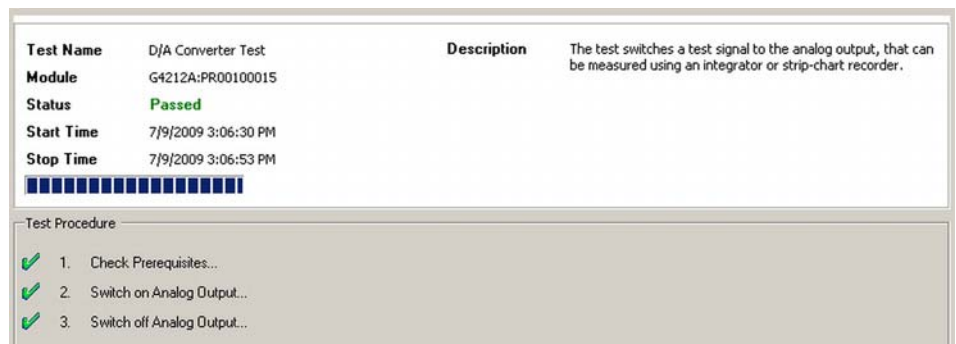 Test Name D/A Converter Test
Module G4212A:PR00100015
Status Passed
Start Time 7/9/2009 3:06:30 PM
Stop Time 7/9/2009 3:06:53 PM
Description The test switches a test signal to the analog output, that can
be measured using an integrator or strip-chart recorder.
Test Procedure
1. Check Prerequisites...
2. Switch on Analog Output...
3. Switch off Analog Output...